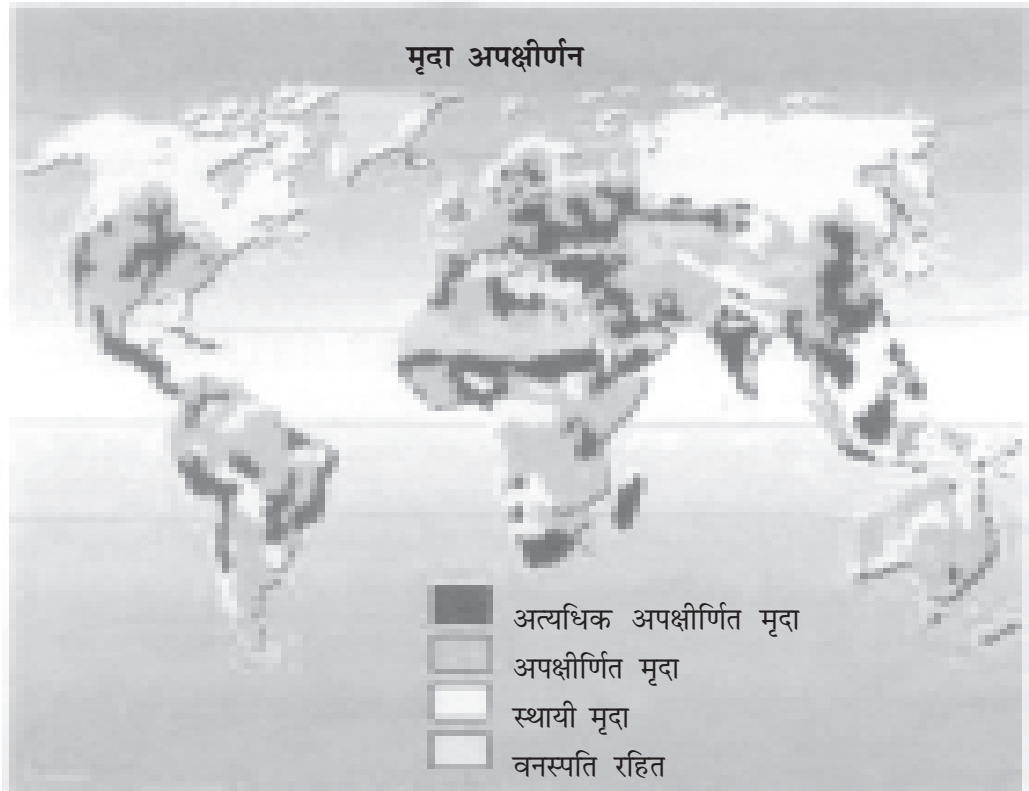 मृदा अपक्षीर्णन
अत्यधिक अपक्षीर्णित मृदा
अपक्षीर्णित मृदा
स्थायी मृदा
वनस्पति रहित